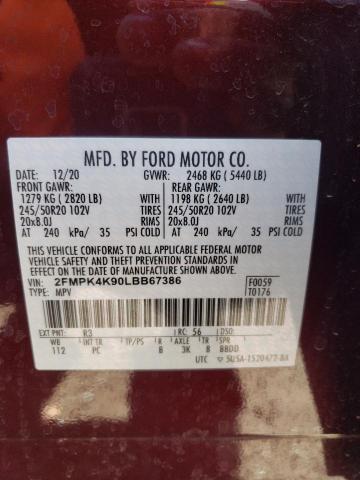 MFD. BY FORD MOTOR CO.
DATE: 12/20 GVWR: 2468 KG ( 5440 LB)
FRONT GAWR: REAR GAWR:
1279 KG ( 2820 LB) WITH 1198 KG ( 2640 LB) WITH
245/50R20 102V TIRES 245/50R20 102V TIRES
20x8.0J RIMS 20x8.0J RIMS
AT 240 kPa/ 35 PSI COLD AT 240 kPa/ 35 PSI COLD
THIS VEHICLE CONFORMS TO ALL APPLICABLE FEDERAL MOTOR
VEHICLE SAFETY AND THEFT PREVENTION STANDARDS IN EFFECT
ON THE DATE OF MANUFACTURE SHOWN ABOVE.
VIN: 2FMPK4K90LBB67386 F0059
TYPE: MPV T0176
EXT PNT: R3 RC: 56 DSO:
WB INT TR TP/PS R AXLE TR SPR
112 PC B 3K 8 BBDD
UTC